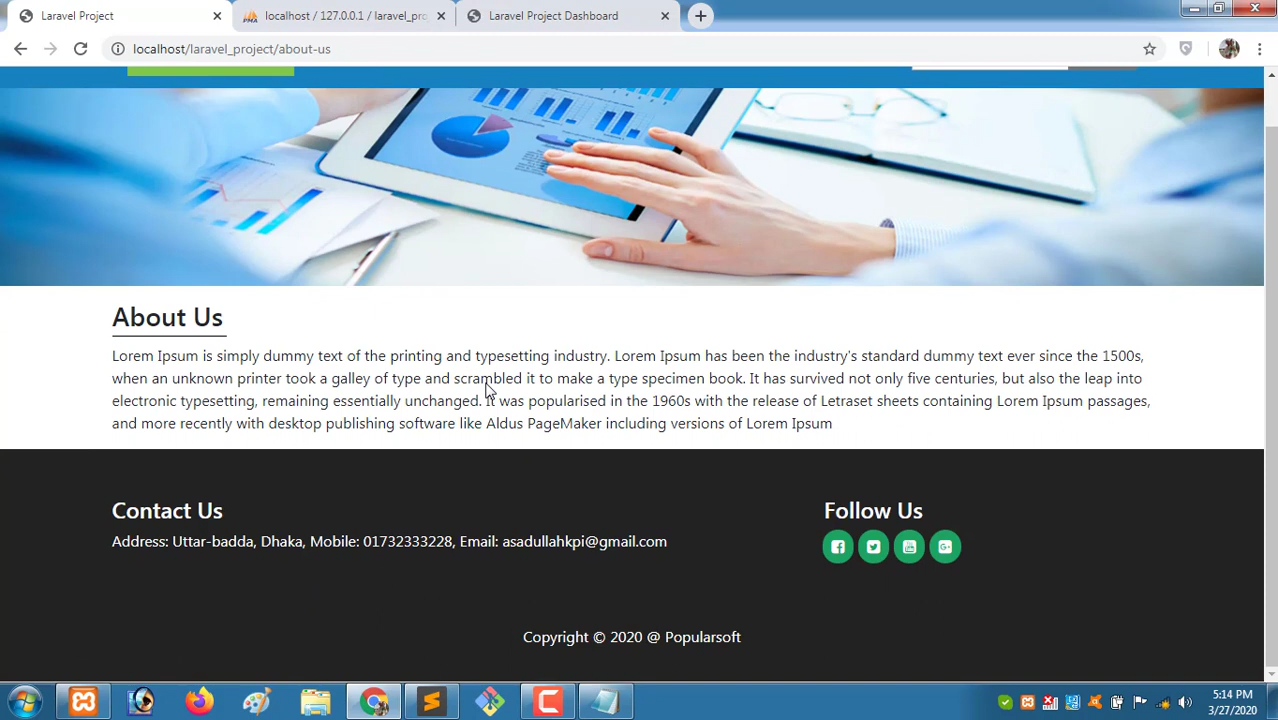 Laravel Project
localhost / 127.0.0.1 / laravel_pro
Laravel Project Dashboard
localhost/laravel_project/about-us
About Us
Lorem Ipsum is simply dummy text of the printing and typesetting industry. Lorem Ipsum has been the industry's standard dummy text ever since the 1500s,
when an unknown printer took a galley of type and scrambled it to make a type specimen book. It has survived not only five centuries, but also the leap into
electronic typesetting, remaining essentially unchanged. It was popularised in the 1960s with the release of Letraset sheets containing Lorem Ipsum passages,
and more recently with desktop publishing software like Aldus PageMaker including versions of Lorem Ipsum
Contact Us
Follow Us
Address: Uttar-badda, Dhaka, Mobile: 01732333228, Email: asadullahkpi@gmail.com
Copyright © 2020 @ Popularsoft
5:14 PM
3/27/2020